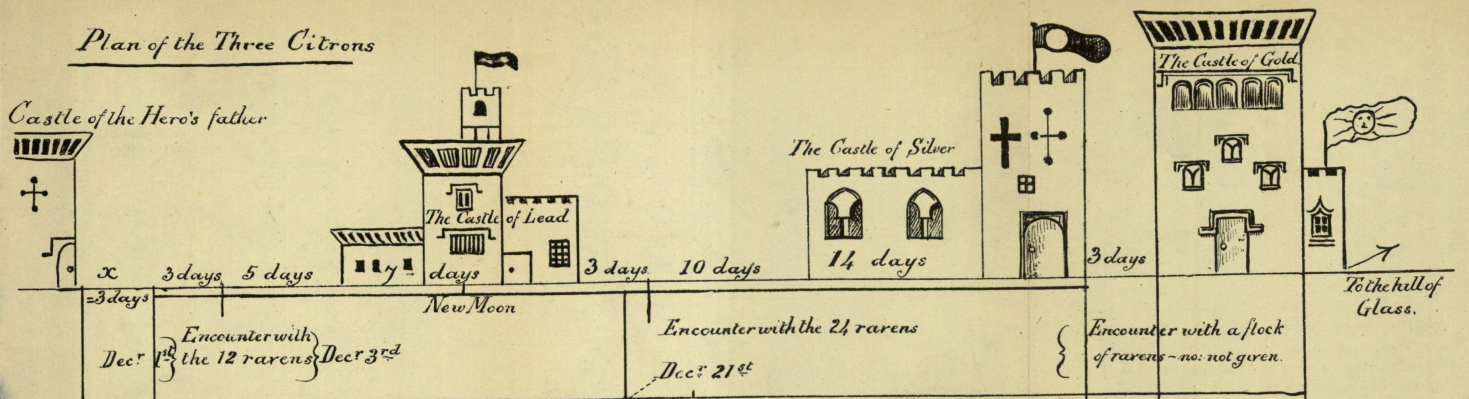 Plan of the Three Citrons
Castle of the Hero's father
The Castle of Lead
The Castle of Silver
The Castle of Gold
x
3 days
5 days
7 days
3 days
10 days
14 days
3 days
=3 days
New Moon
To the hill of
Glass.
Decr 1st
Encounter with
the 12 ravens
Decr 3rd
Encounter with the 24 ravens
Decr 21st
Encounter with a flock
of ravens - no: not given.